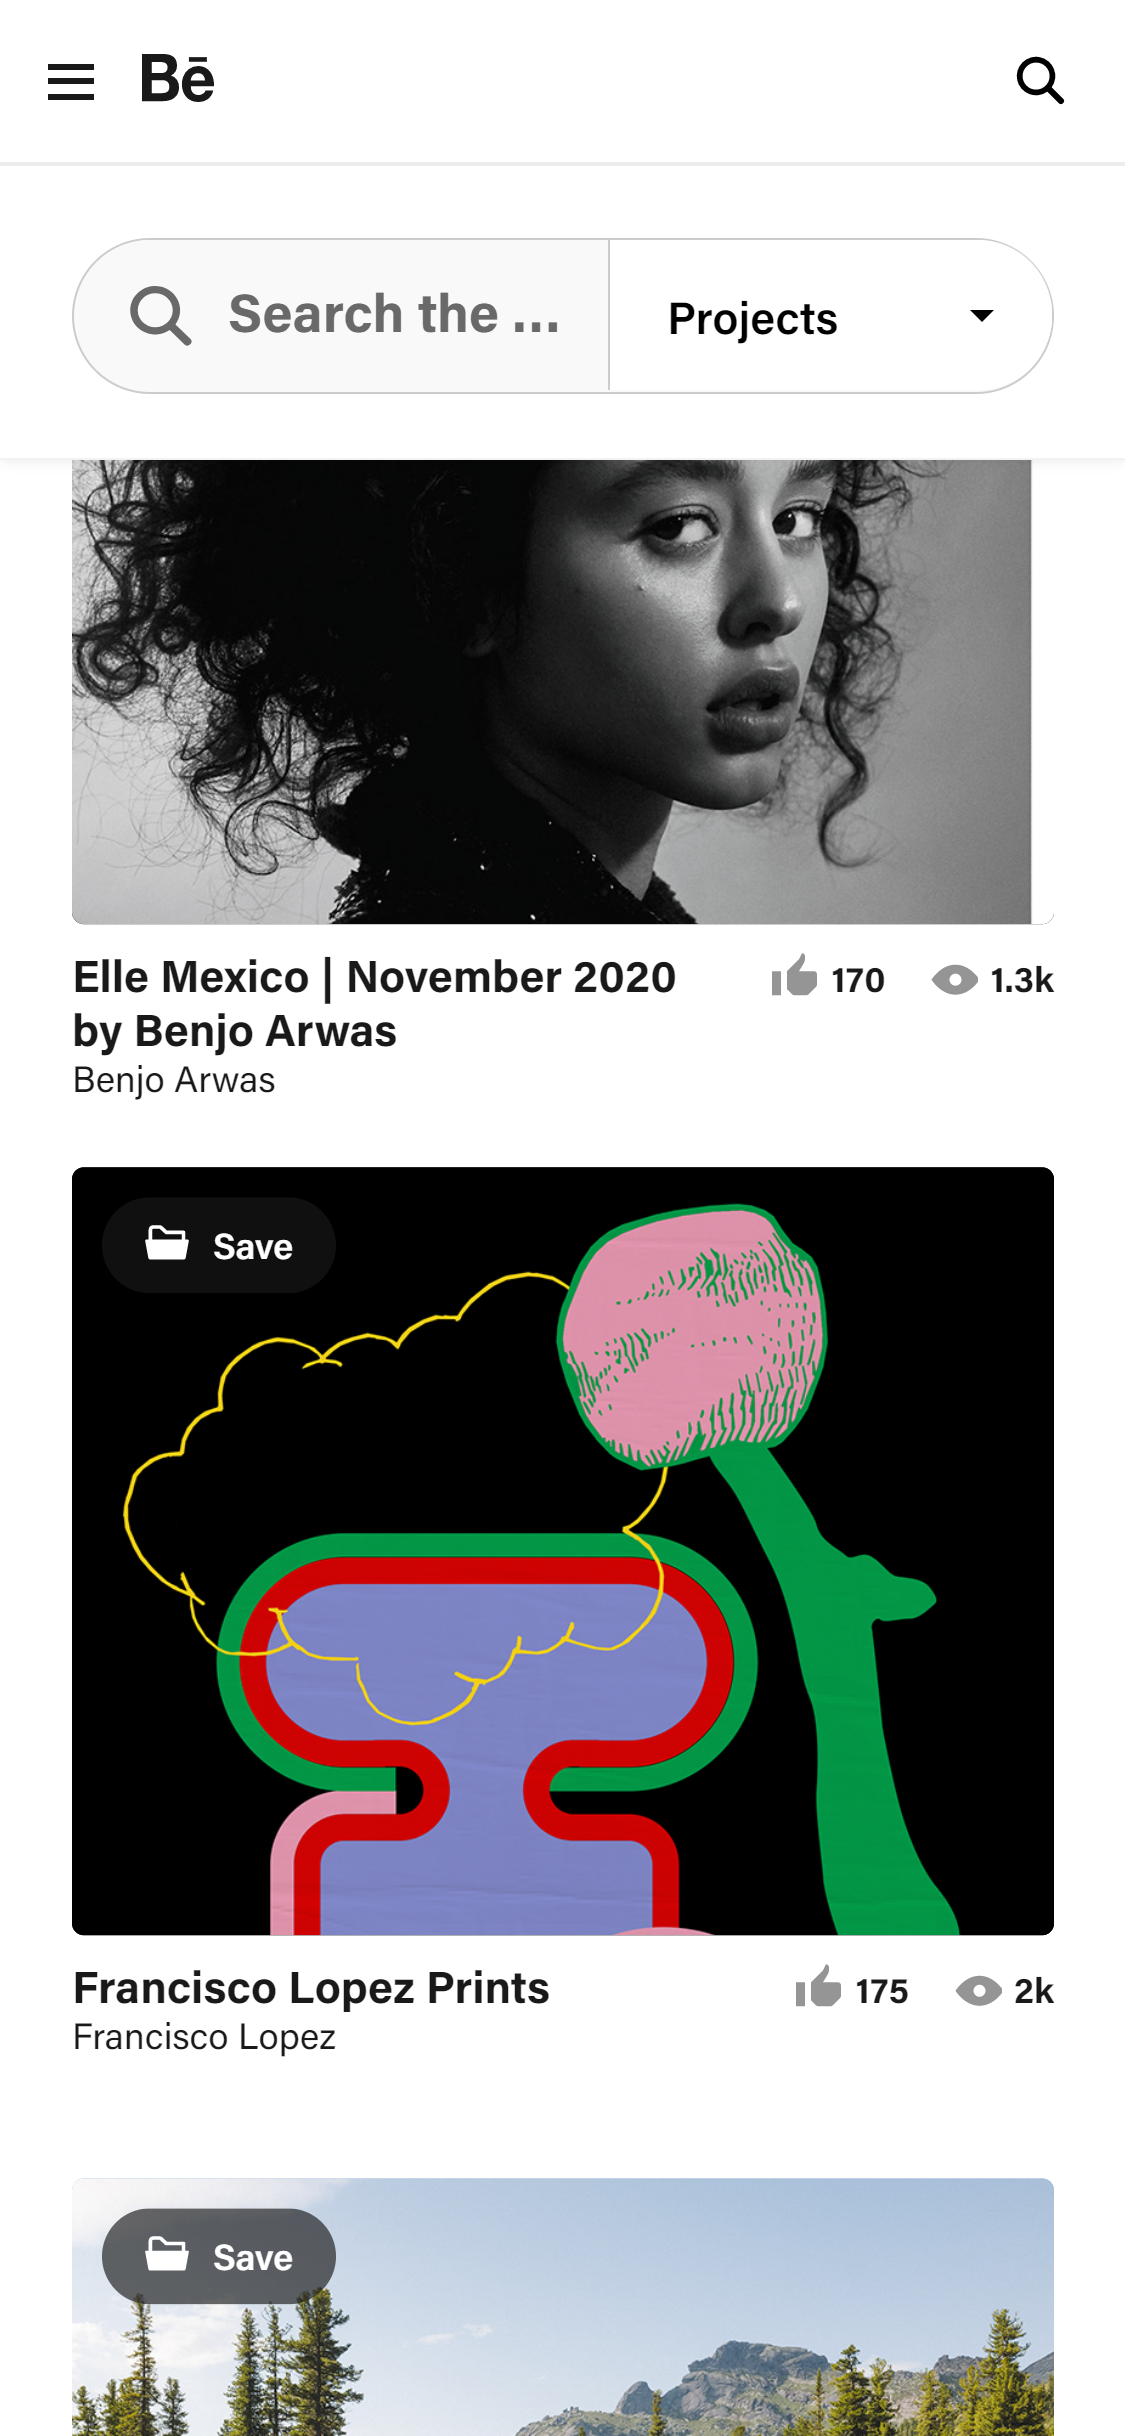 Bē
Search the ...
Projects
Elle Mexico | November 2020
by Benjo Arwas
170
1.3k
Benjo Arwas
Save
Francisco Lopez Prints
175
2k
Francisco Lopez
Save